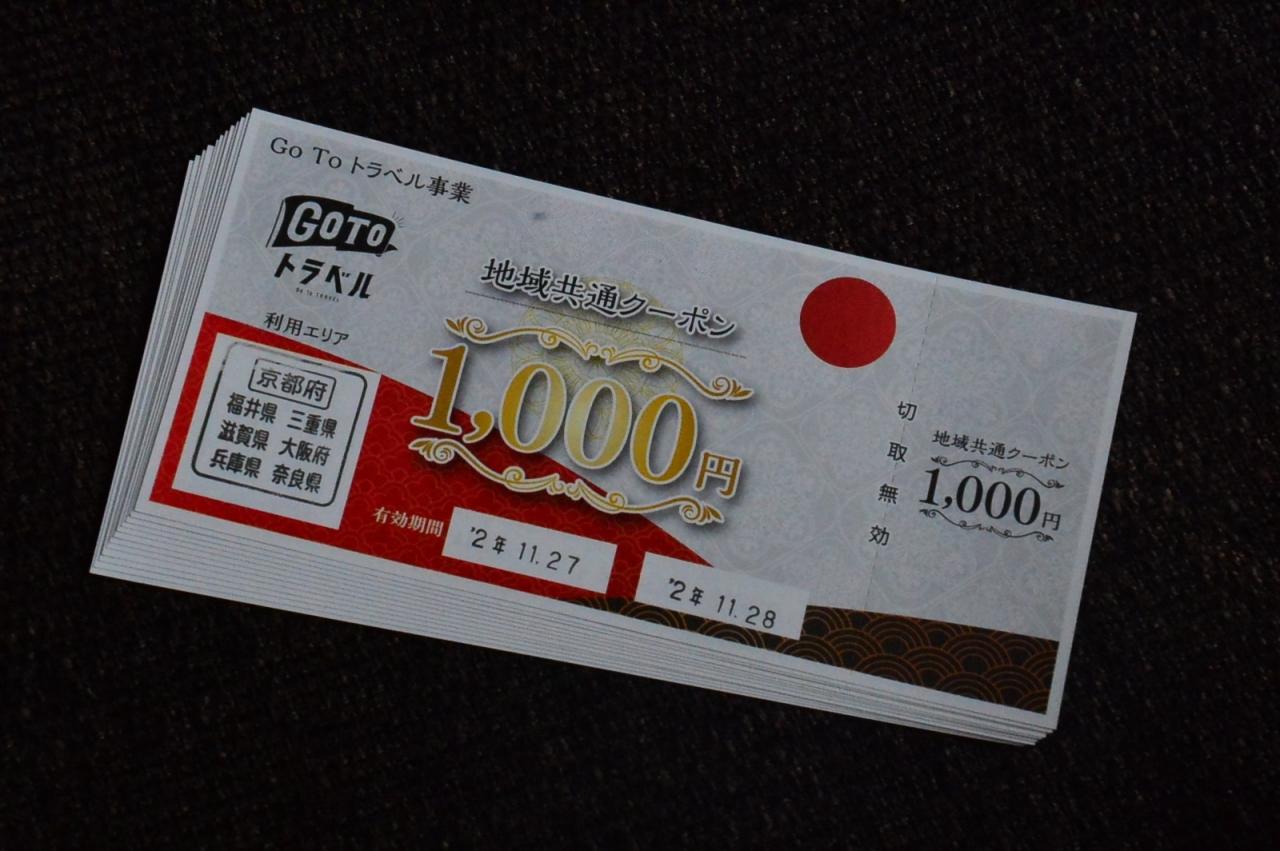 Go To トラベル事業
GOTO
トラベル
GO TO TRAVEL
利用エリア
京都府
福井県 三重県
滋賀県 大阪府
兵庫県 奈良県
地域共通クーポン
1,000円
有効期間
'2年 11.27
'2年 11.28
切取無効
地域共通クーポン
1,000円